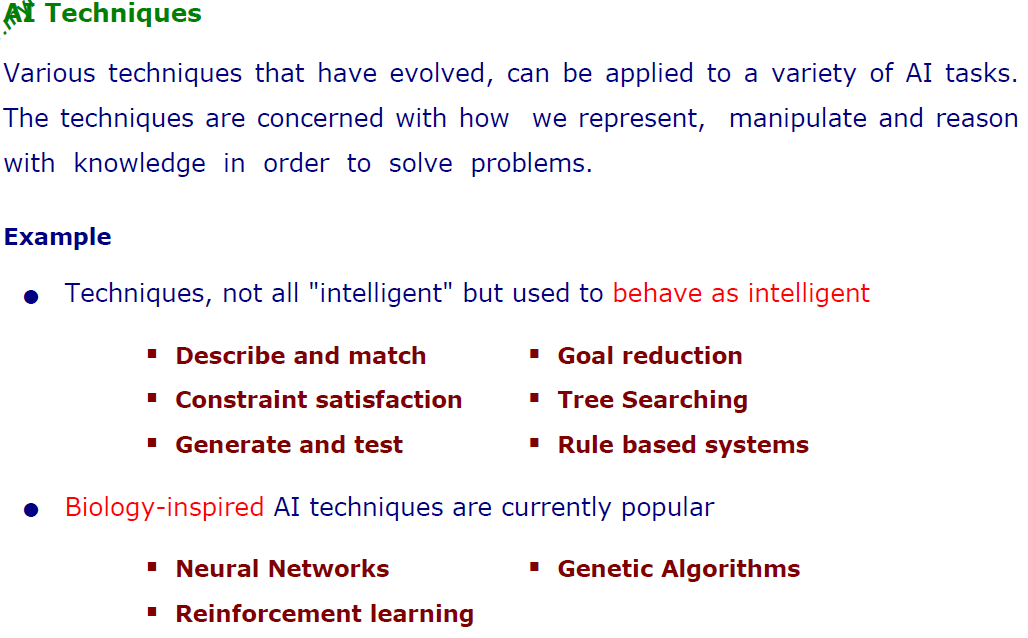 AI Techniques
Various techniques that have evolved, can be applied to a variety of AI tasks.
The techniques are concerned with how we represent, manipulate and reason
with knowledge in order to solve problems.
Example
● Techniques, not all "intelligent" but used to behave as intelligent
▪ Describe and match ▪ Goal reduction
▪ Constraint satisfaction ▪ Tree Searching
▪ Generate and test ▪ Rule based systems
● Biology-inspired AI techniques are currently popular
▪ Neural Networks ▪ Genetic Algorithms
▪ Reinforcement learning